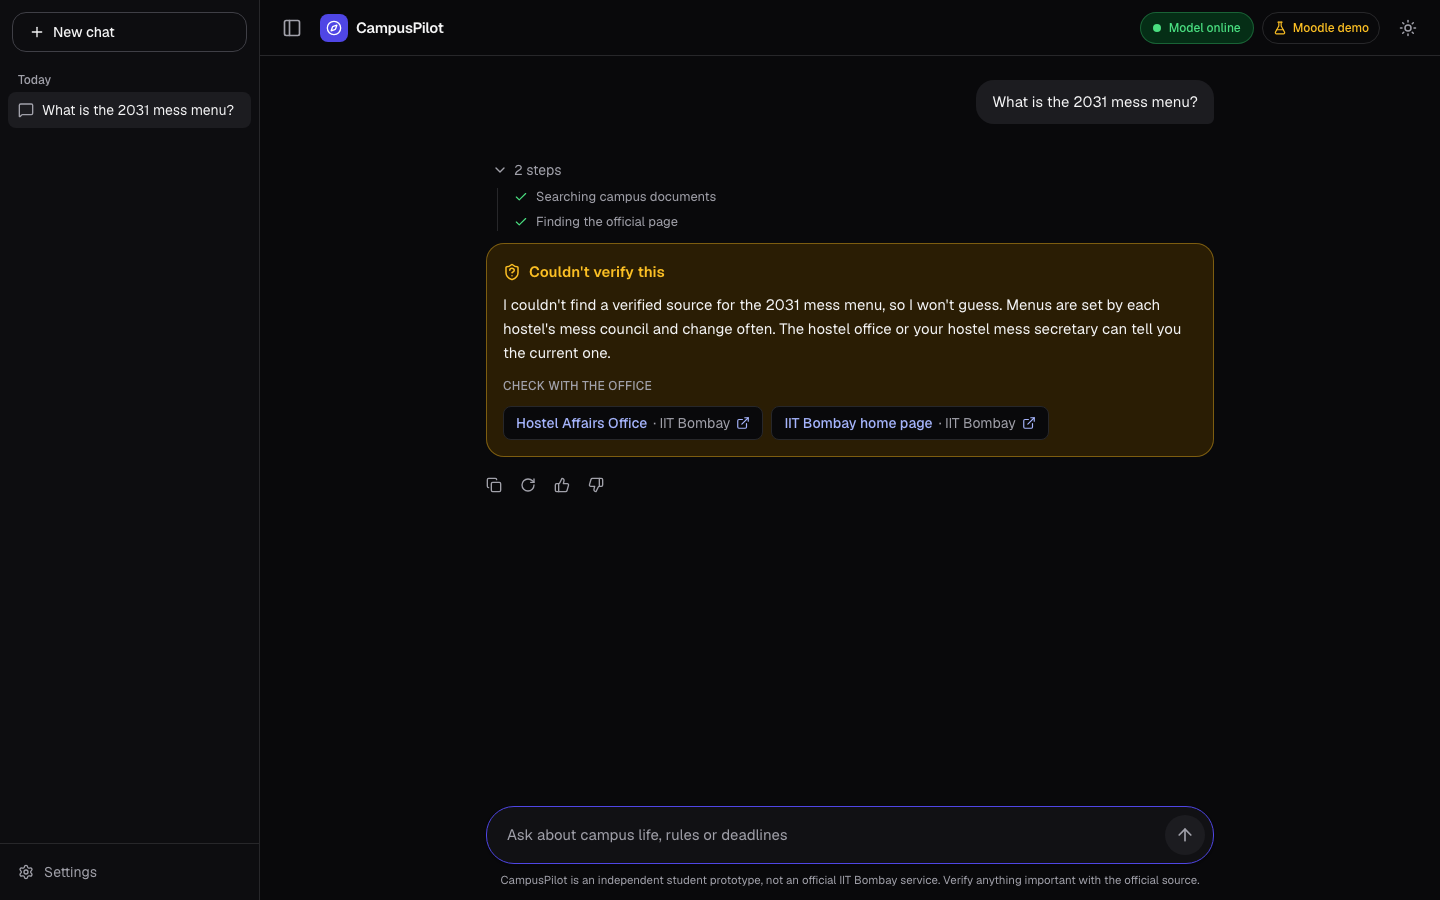 New chat
Today
What is the 2031 mess menu?
Settings
CampusPilot
Model online
Moodle demo
What is the 2031 mess menu?
2 steps
Searching campus documents
Finding the official page
Couldn't verify this
I couldn't find a verified source for the 2031 mess menu, so I won't guess. Menus are set by each
hostel's mess council and change often. The hostel office or your hostel mess secretary can tell you
the current one.
CHECK WITH THE OFFICE
Hostel Affairs Office · IIT Bombay
IIT Bombay home page · IIT Bombay
Ask about campus life, rules or deadlines
CampusPilot is an independent student prototype, not an official IIT Bombay service. Verify anything important with the official source.